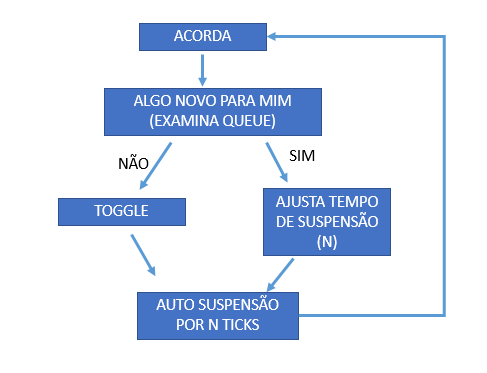 ACORDA
ALGO NOVO PARA MIM
(EXAMINA QUEUE)
NÃO
SIM
TOGGLE
AJUSTA TEMPO
DE SUSPENSÃO
(N)
AUTO SUSPENSÃO
POR N TICKS